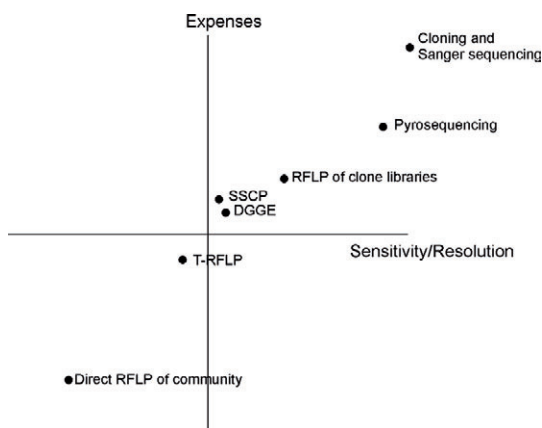 Expenses
Cloning and
Sanger sequencing
Pyrosequencing
RFLP of clone libraries
SSCP
DGGE
Sensitivity/Resolution
T-RFLP
Direct RFLP of community